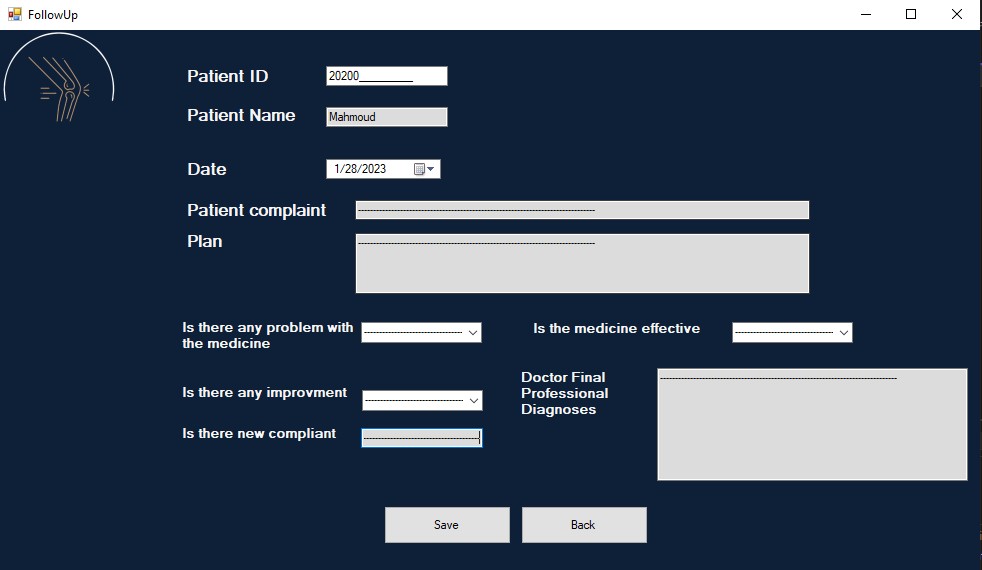 FollowUp
Patient ID
20200_________
Patient Name
Mahmoud
Date
1/28/2023
Patient complaint
--------------------------------------------------------------------------------
Plan
--------------------------------------------------------------------------------
Is there any problem with
the medicine
---------------------------------
Is the medicine effective
---------------------------------
Is there any improvment
---------------------------------
Doctor Final
Professional
Diagnoses
--------------------------------------------------------------------------------
Is there new compliant
---------------------------------------
Save
Back